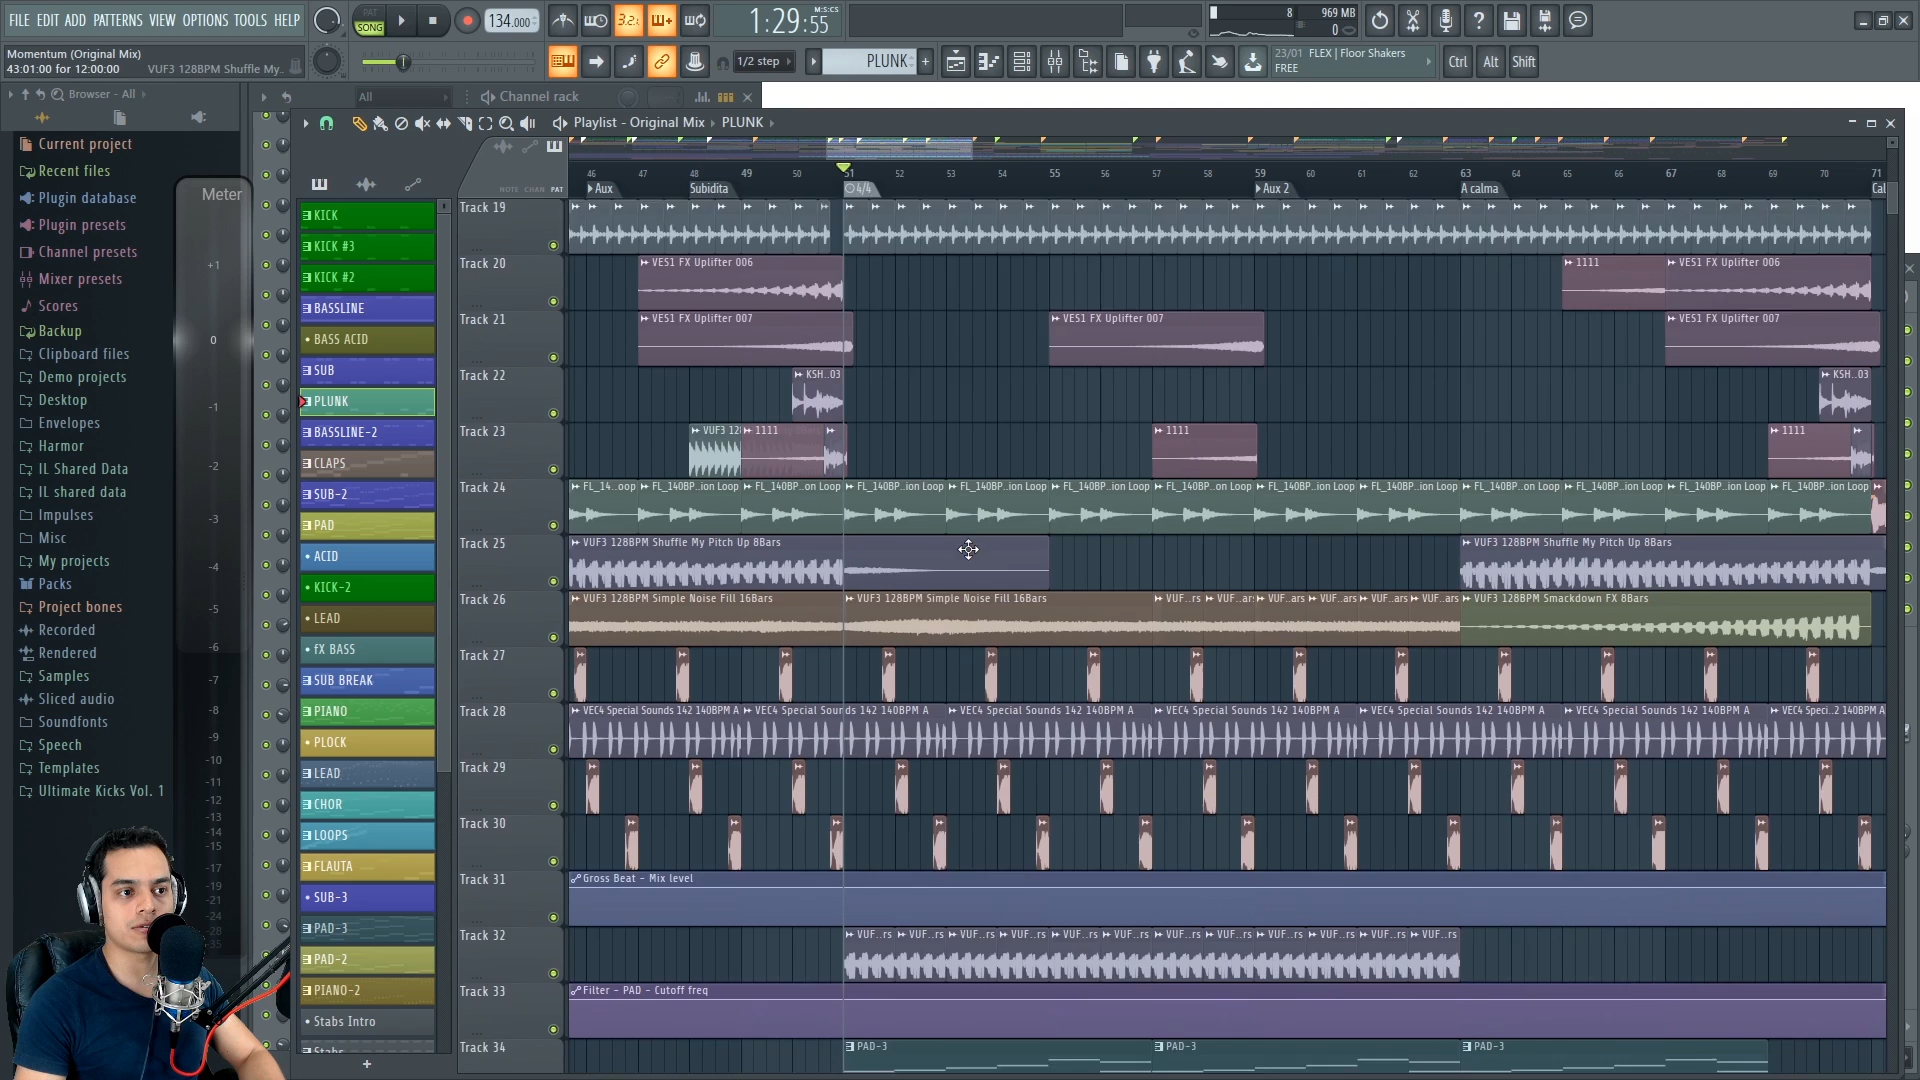 FILE EDIT ADD PATTERNS VIEW OPTIONS TOOLS HELP
PAT
SONG
134.000
3.2.
1:29:55
M:S:CS
8
969 MB
0
Momentum (Original Mix)
43:01:00 for 12:00:00
VUF3 128BPM Shuffle My..
1/2 step
PLUNK
23/01 FLEX | Floor Shakers
FREE
Ctrl
Alt
Shift
Browser - All
All
Channel rack
Playlist - Original Mix
PLUNK
Current project
Recent files
Plugin database
Plugin presets
Channel presets
Mixer presets
Scores
Backup
Clipboard files
Demo projects
Desktop
Envelopes
Harmor
IL Shared Data
IL shared data
Impulses
Misc
My projects
Packs
Project bones
Recorded
Rendered
Samples
Sliced audio
Soundfonts
Speech
Templates
Ultimate Kicks Vol. 1
Meter
+1
0
-1
-2
-3
-4
-5
-6
-7
-8
-9
-10
-11
-12
-13
-14
-15
-17
-19
-21
-24
-28
-35
KICK
KICK #3
KICK #2
BASSLINE
BASS ACID
SUB
PLUNK
BASSLINE-2
CLAPS
SUB-2
PAD
ACID
KICK-2
LEAD
fX BASS
SUB BREAK
PIANO
PLOCK
LEAD
CHOR
LOOPS
FLAUTA
SUB-3
PAD-3
PAD-2
PIANO-2
Stabs Intro
Stabs
NOTE CHAN PAT
46 47 48 49 50 51 52 53 54 55 56 57 58 59 60 61 62 63 64 65 66 67 68 69 70 71
Aux
Subidita
4/4
Aux 2
A calma
Cal
Track 19
Track 20
VES1 FX Uplifter 006
1111
VES1 FX Uplifter 006
Track 21
VES1 FX Uplifter 007
VES1 FX Uplifter 007
VES1 FX Uplifter 007
Track 22
KSH..03
KSH..03
Track 23
VUF3 12
1111
1111
1111
Track 24
FL_14..oop
FL_140BP..ion Loop
FL_140BP..on Loop
FL_140BP..ion Loop
FL_140BP..ion Loop
FL_140BP..ion Loop
FL_140BP..on Loop
FL_140BP..ion Loop
FL_140BP..ion Loop
FL_140BP..ion Loop
FL_140BP..ion Loop
FL_140BP..ion Loop
FL_140BP..ion Loop
Track 25
VUF3 128BPM Shuffle My Pitch Up 8Bars
VUF3 128BPM Shuffle My Pitch Up 8Bars
Track 26
VUF3 128BPM Simple Noise Fill 16Bars
VUF3 128BPM Simple Noise Fill 16Bars
VUF..rs
VUF..ars
VUF..ars
VUF..ars
VUF..ars
VUF..ars
VUF3 128BPM Smackdown FX 8Bars
Track 27
Track 28
VEC4 Special Sounds 142 140BPM A
VEC4 Special Sounds 142 140BPM A
VEC4 Special Sounds 142 140BPM A
VEC4 Special Sounds 142 140BPM A
VEC4 Special Sounds 142 140BPM A
VEC4 Special Sounds 142 140BPM A
VEC4 Speci..2 140BPM A
Track 29
Track 30
Track 31
Gross Beat - Mix level
Track 32
VUF..rs
VUF..rs
VUF..rs
VUF..rs
VUF..rs
VUF..rs
VUF..rs
VUF..rs
VUF..rs
VUF..rs
VUF..rs
VUF..rs
Track 33
Filter - PAD - Cutoff freq
Track 34
PAD-3
PAD-3
PAD-3